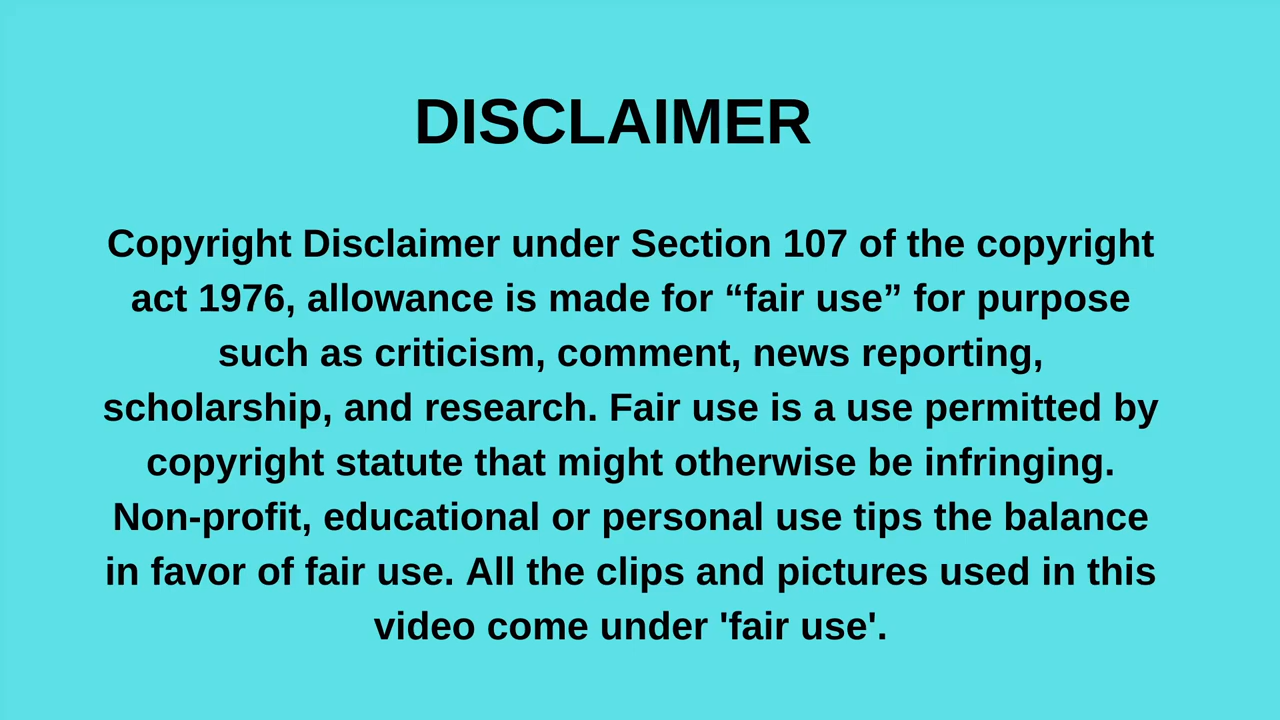 DISCLAIMER
Copyright Disclaimer under Section 107 of the copyright
act 1976, allowance is made for “fair use” for purpose
such as criticism, comment, news reporting,
scholarship, and research. Fair use is a use permitted by
copyright statute that might otherwise be infringing.
Non-profit, educational or personal use tips the balance
in favor of fair use. All the clips and pictures used in this
video come under 'fair use'.